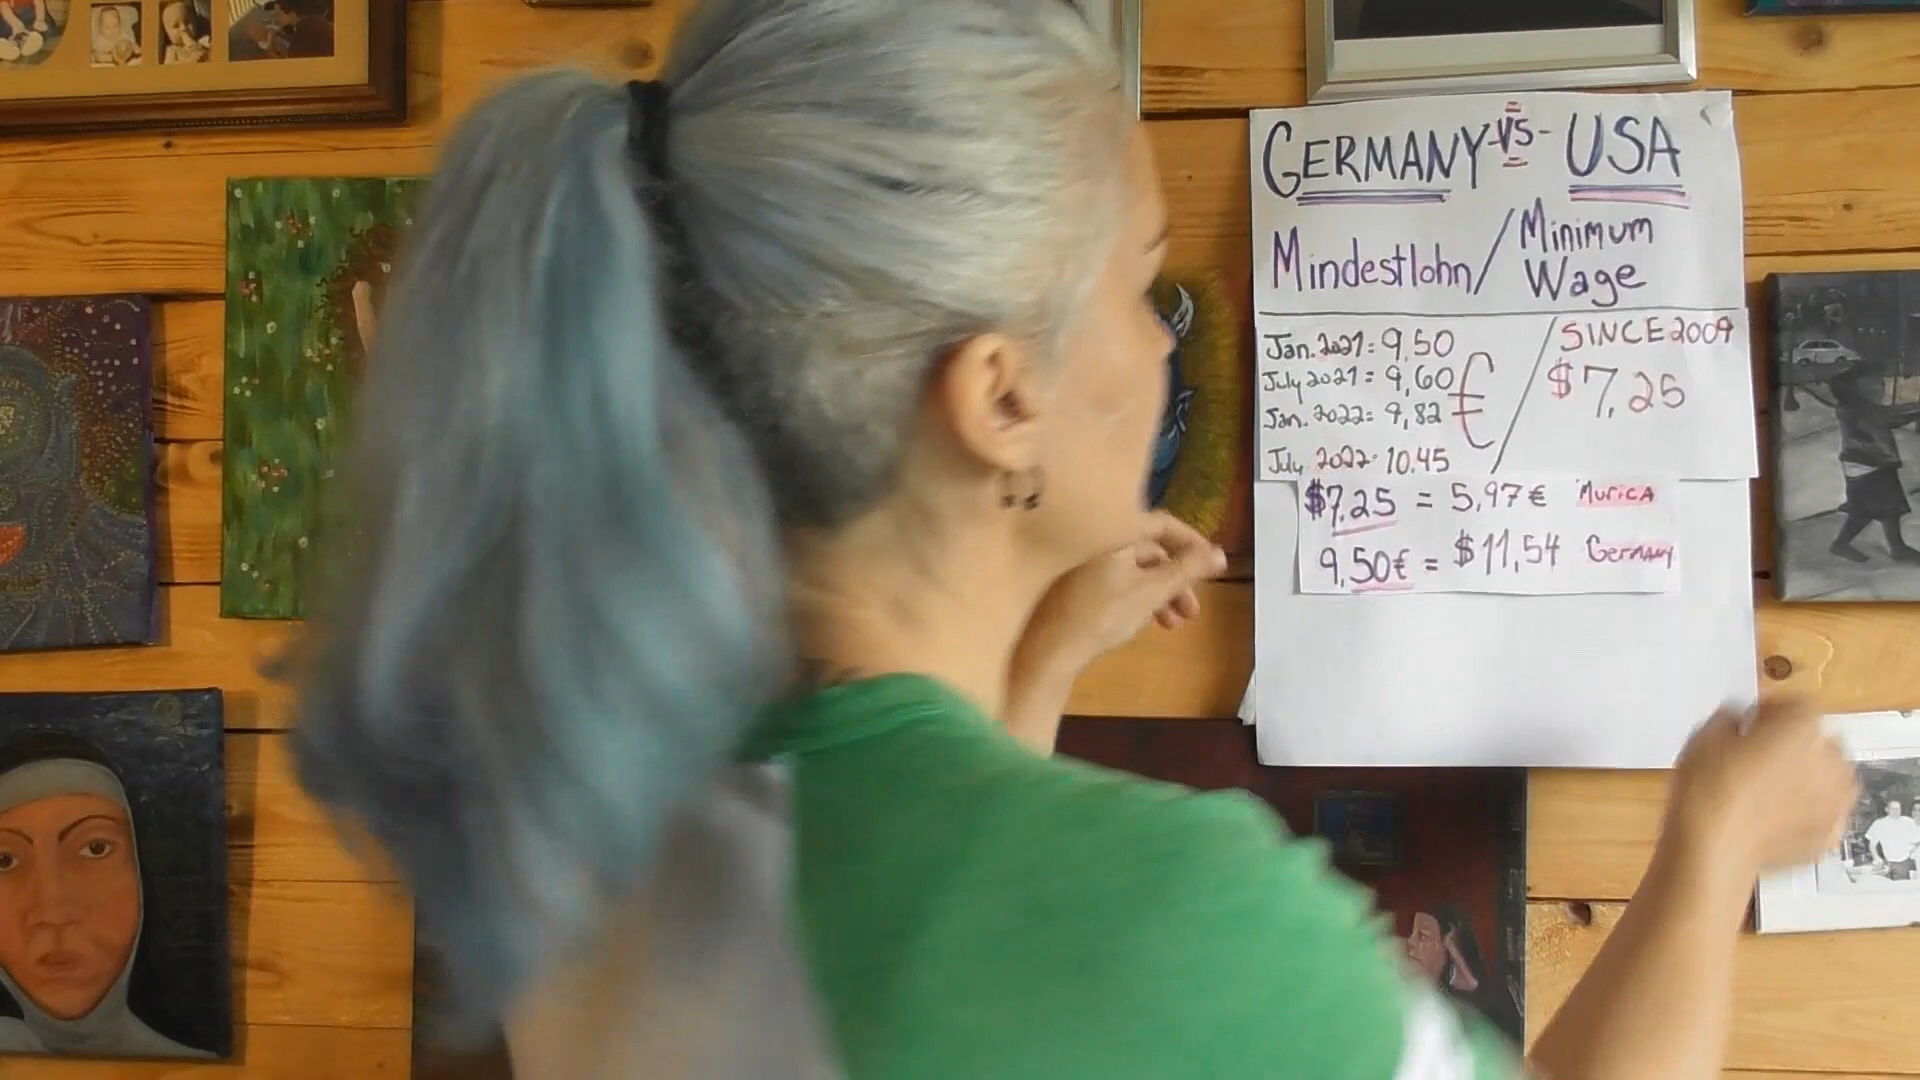 GERMANY -VS- USA
Mindestlohn / Minimum Wage
Jan. 2021 = 9,50
July 2021 = 9,60
Jan. 2022 = 9,82
July 2022 · 10.45
€
/ SINCE 2009
$7,25
$7,25 = 5,97€ 'MuricA
9,50€ = $11,54 GermANy